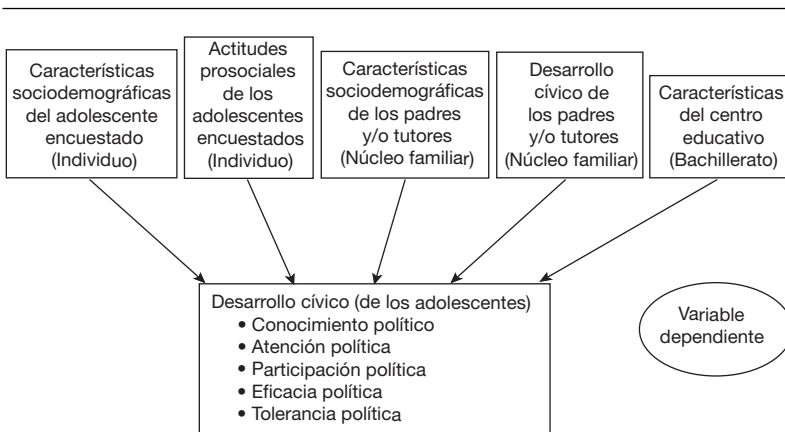 Características
sociodemográficas
del adolescente
encuestado
(Individuo)
Actitudes
prosociales
de los
adolescentes
encuestados
(Individuo)
Características
sociodemográficas
de los padres
y/o tutores
(Núcleo familiar)
Desarrollo
cívico de
los padres
y/o tutores
(Núcleo familiar)
Características
del centro
educativo
(Bachillerato)
Desarrollo cívico (de los adolescentes)
• Conocimiento político
• Atención política
• Participación política
• Eficacia política
• Tolerancia política
Variable
dependiente